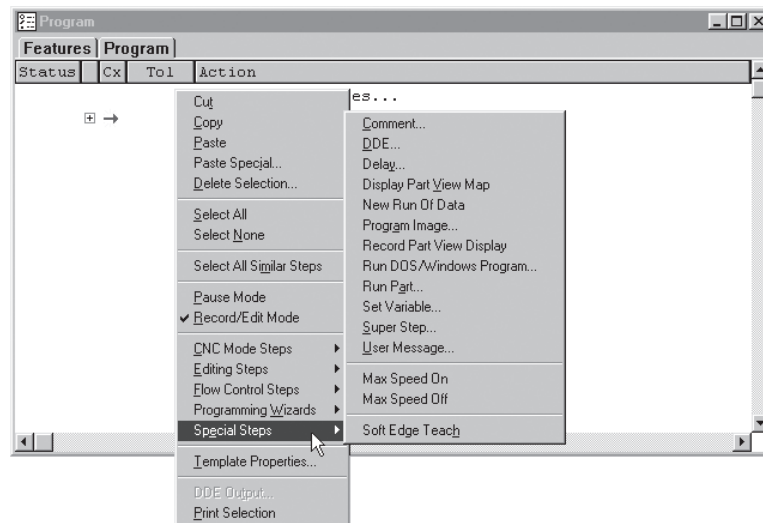 Program
Features Program
Status Cx Tol Action
es...
Cut
Copy
Paste
Paste Special...
Delete Selection...
Select All
Select None
Select All Similar Steps
Pause Mode
Record/Edit Mode
CNC Mode Steps
Editing Steps
Flow Control Steps
Programming Wizards
Special Steps
Template Properties...
DDE Output...
Print Selection
Comment...
DDE...
Delay...
Display Part View Map
New Run Of Data
Program Image...
Record Part View Display
Run DOS/Windows Program...
Run Part...
Set Variable...
Super Step...
User Message...
Max Speed On
Max Speed Off
Soft Edge Teach